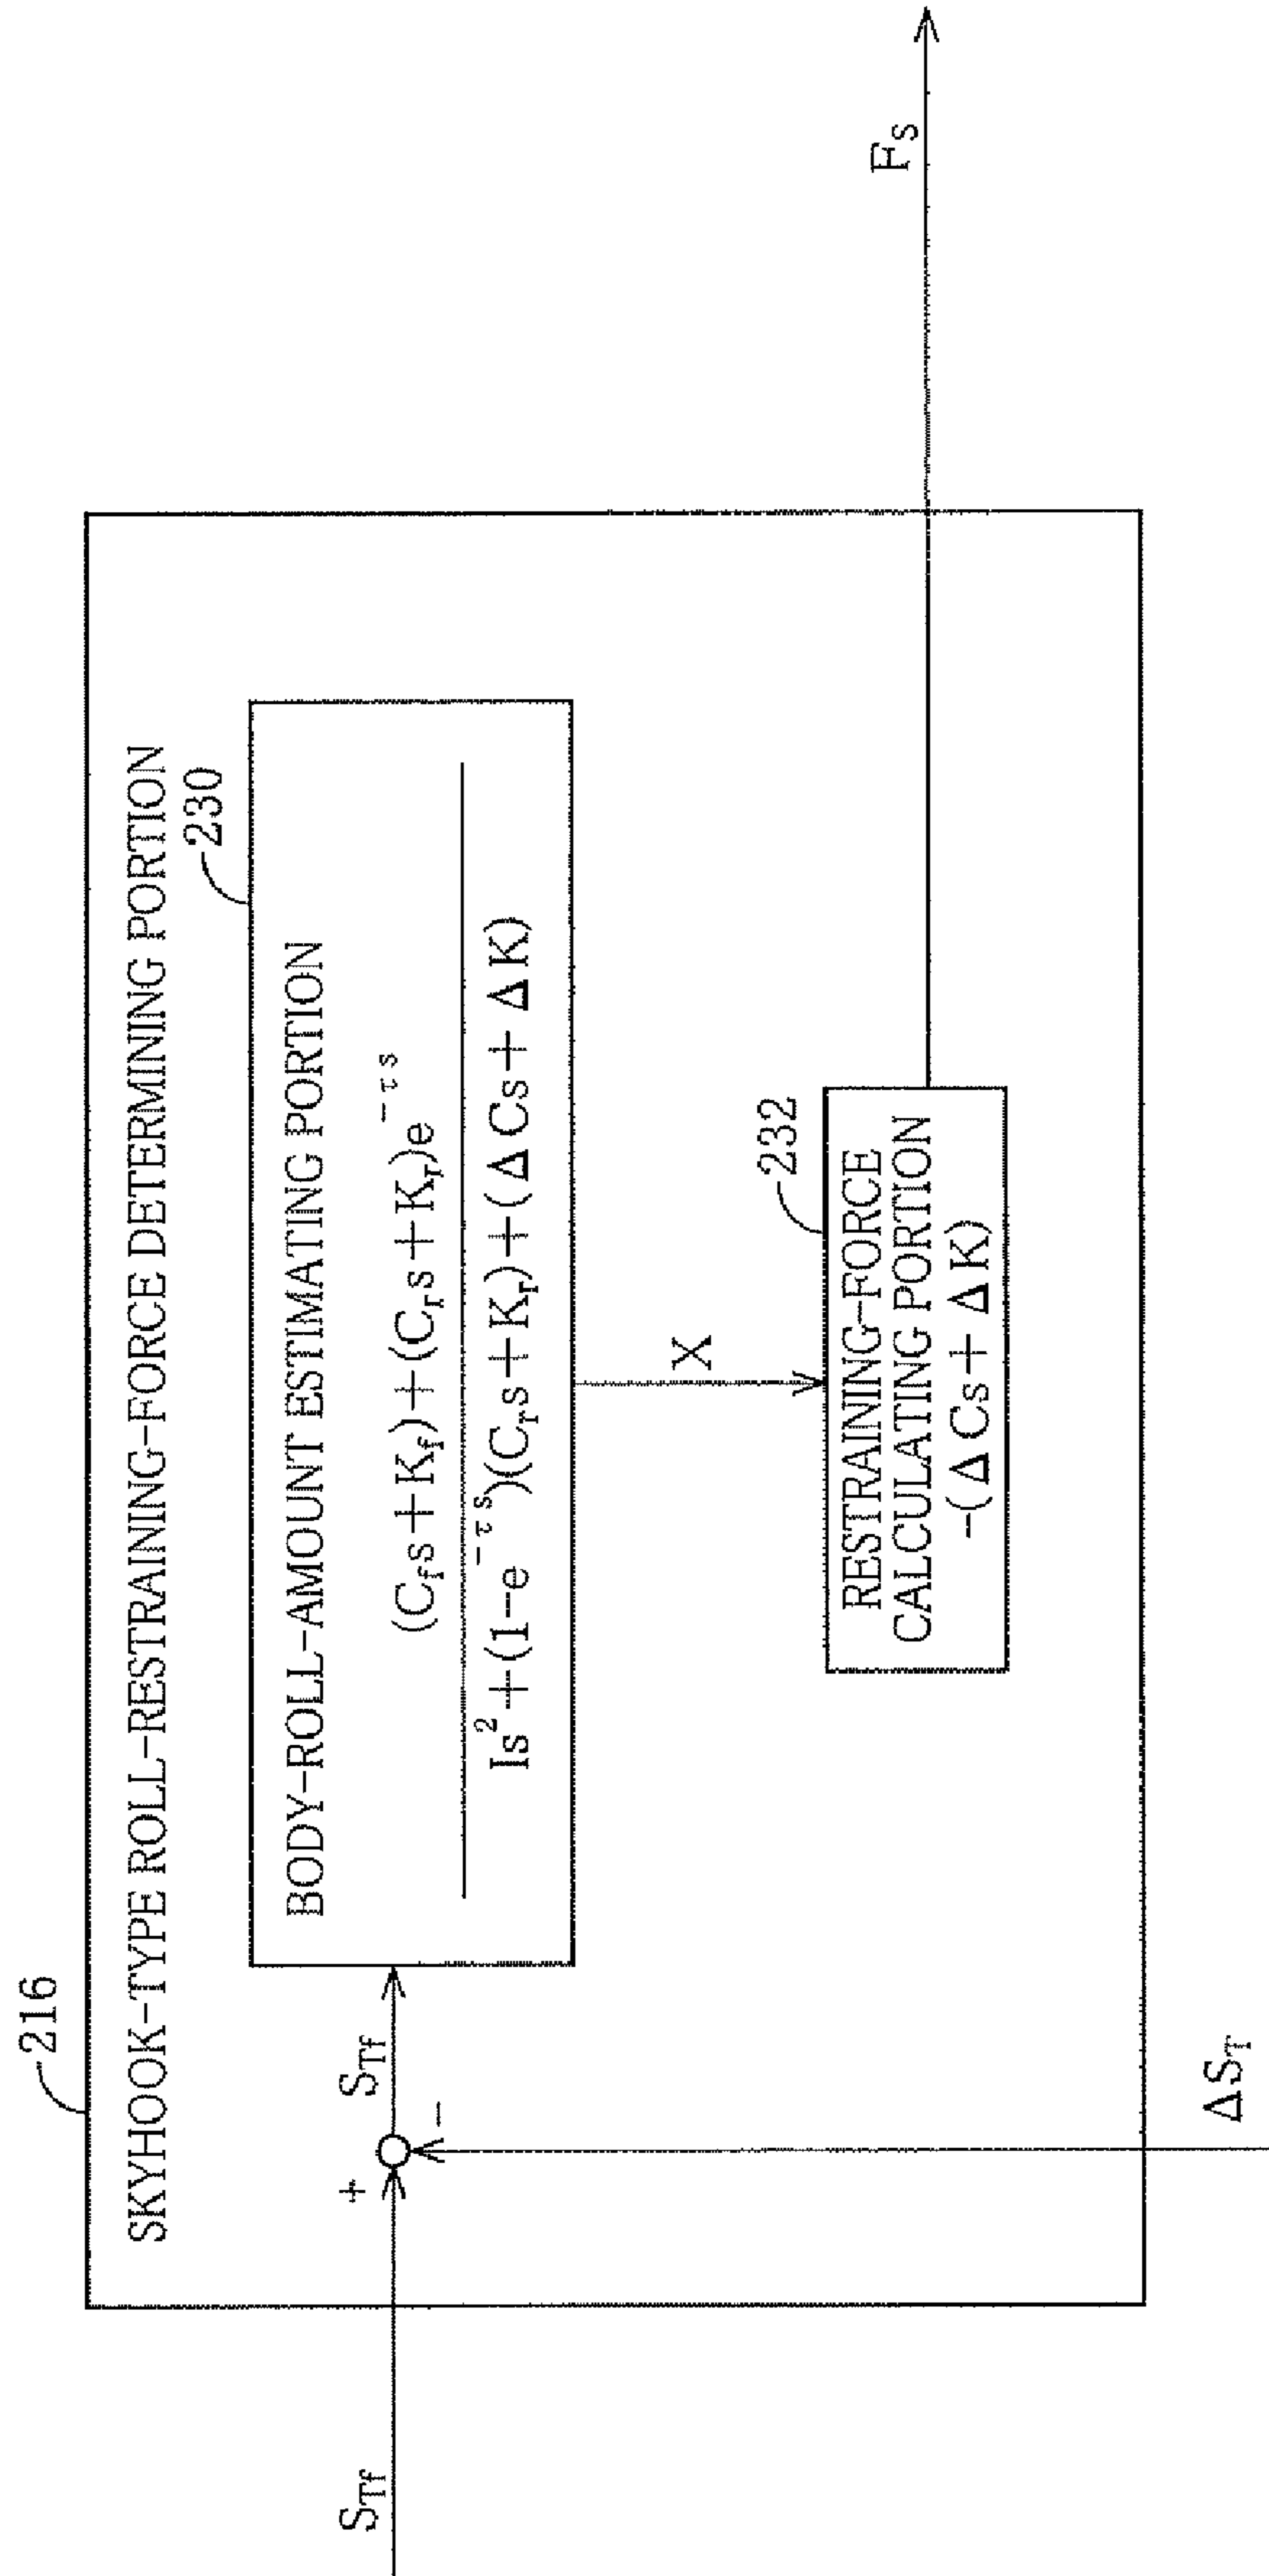 216
SKYHOOK-TYPE ROLL-RESTRAINING-FORCE DETERMINING PORTION
230
BODY-ROLL-AMOUNT ESTIMATING PORTION
(C_f s+K_f)+(C_r s+K_r)e^{-τs}
Is^2+(1-e^{-τs})(C_r s+K_r)+(ΔCs+ΔK)
S_Tf
+
S_Tf
-
X
232
RESTRAINING-FORCE
CALCULATING PORTION
-(ΔCs+ΔK)
F_S
ΔS_T